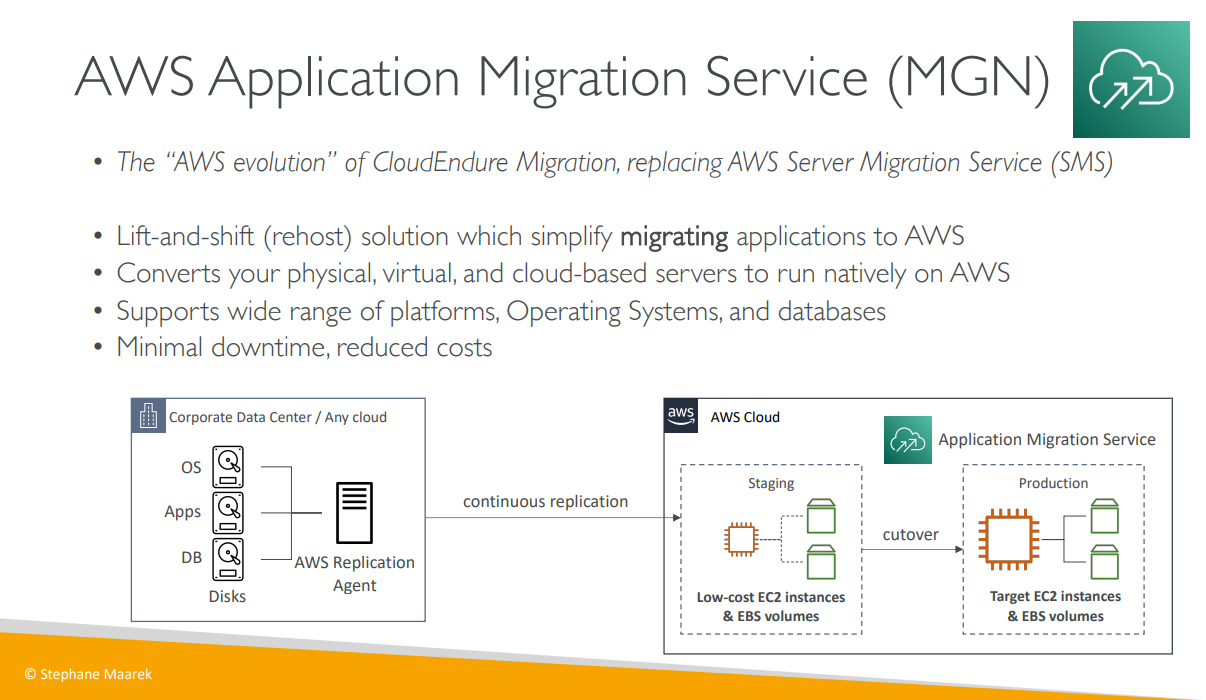 AWS Application Migration Service (MGN)
• The “AWS evolution” of CloudEndure Migration, replacing AWS Server Migration Service (SMS)
• Lift-and-shift (rehost) solution which simplify migrating applications to AWS
• Converts your physical, virtual, and cloud-based servers to run natively on AWS
• Supports wide range of platforms, Operating Systems, and databases
• Minimal downtime, reduced costs
Corporate Data Center / Any cloud
OS
Apps
DB
Disks
AWS Replication
Agent
continuous replication
aws
AWS Cloud
Application Migration Service
Staging
Low-cost EC2 instances
& EBS volumes
cutover
Production
Target EC2 instances
& EBS volumes
© Stephane Maarek